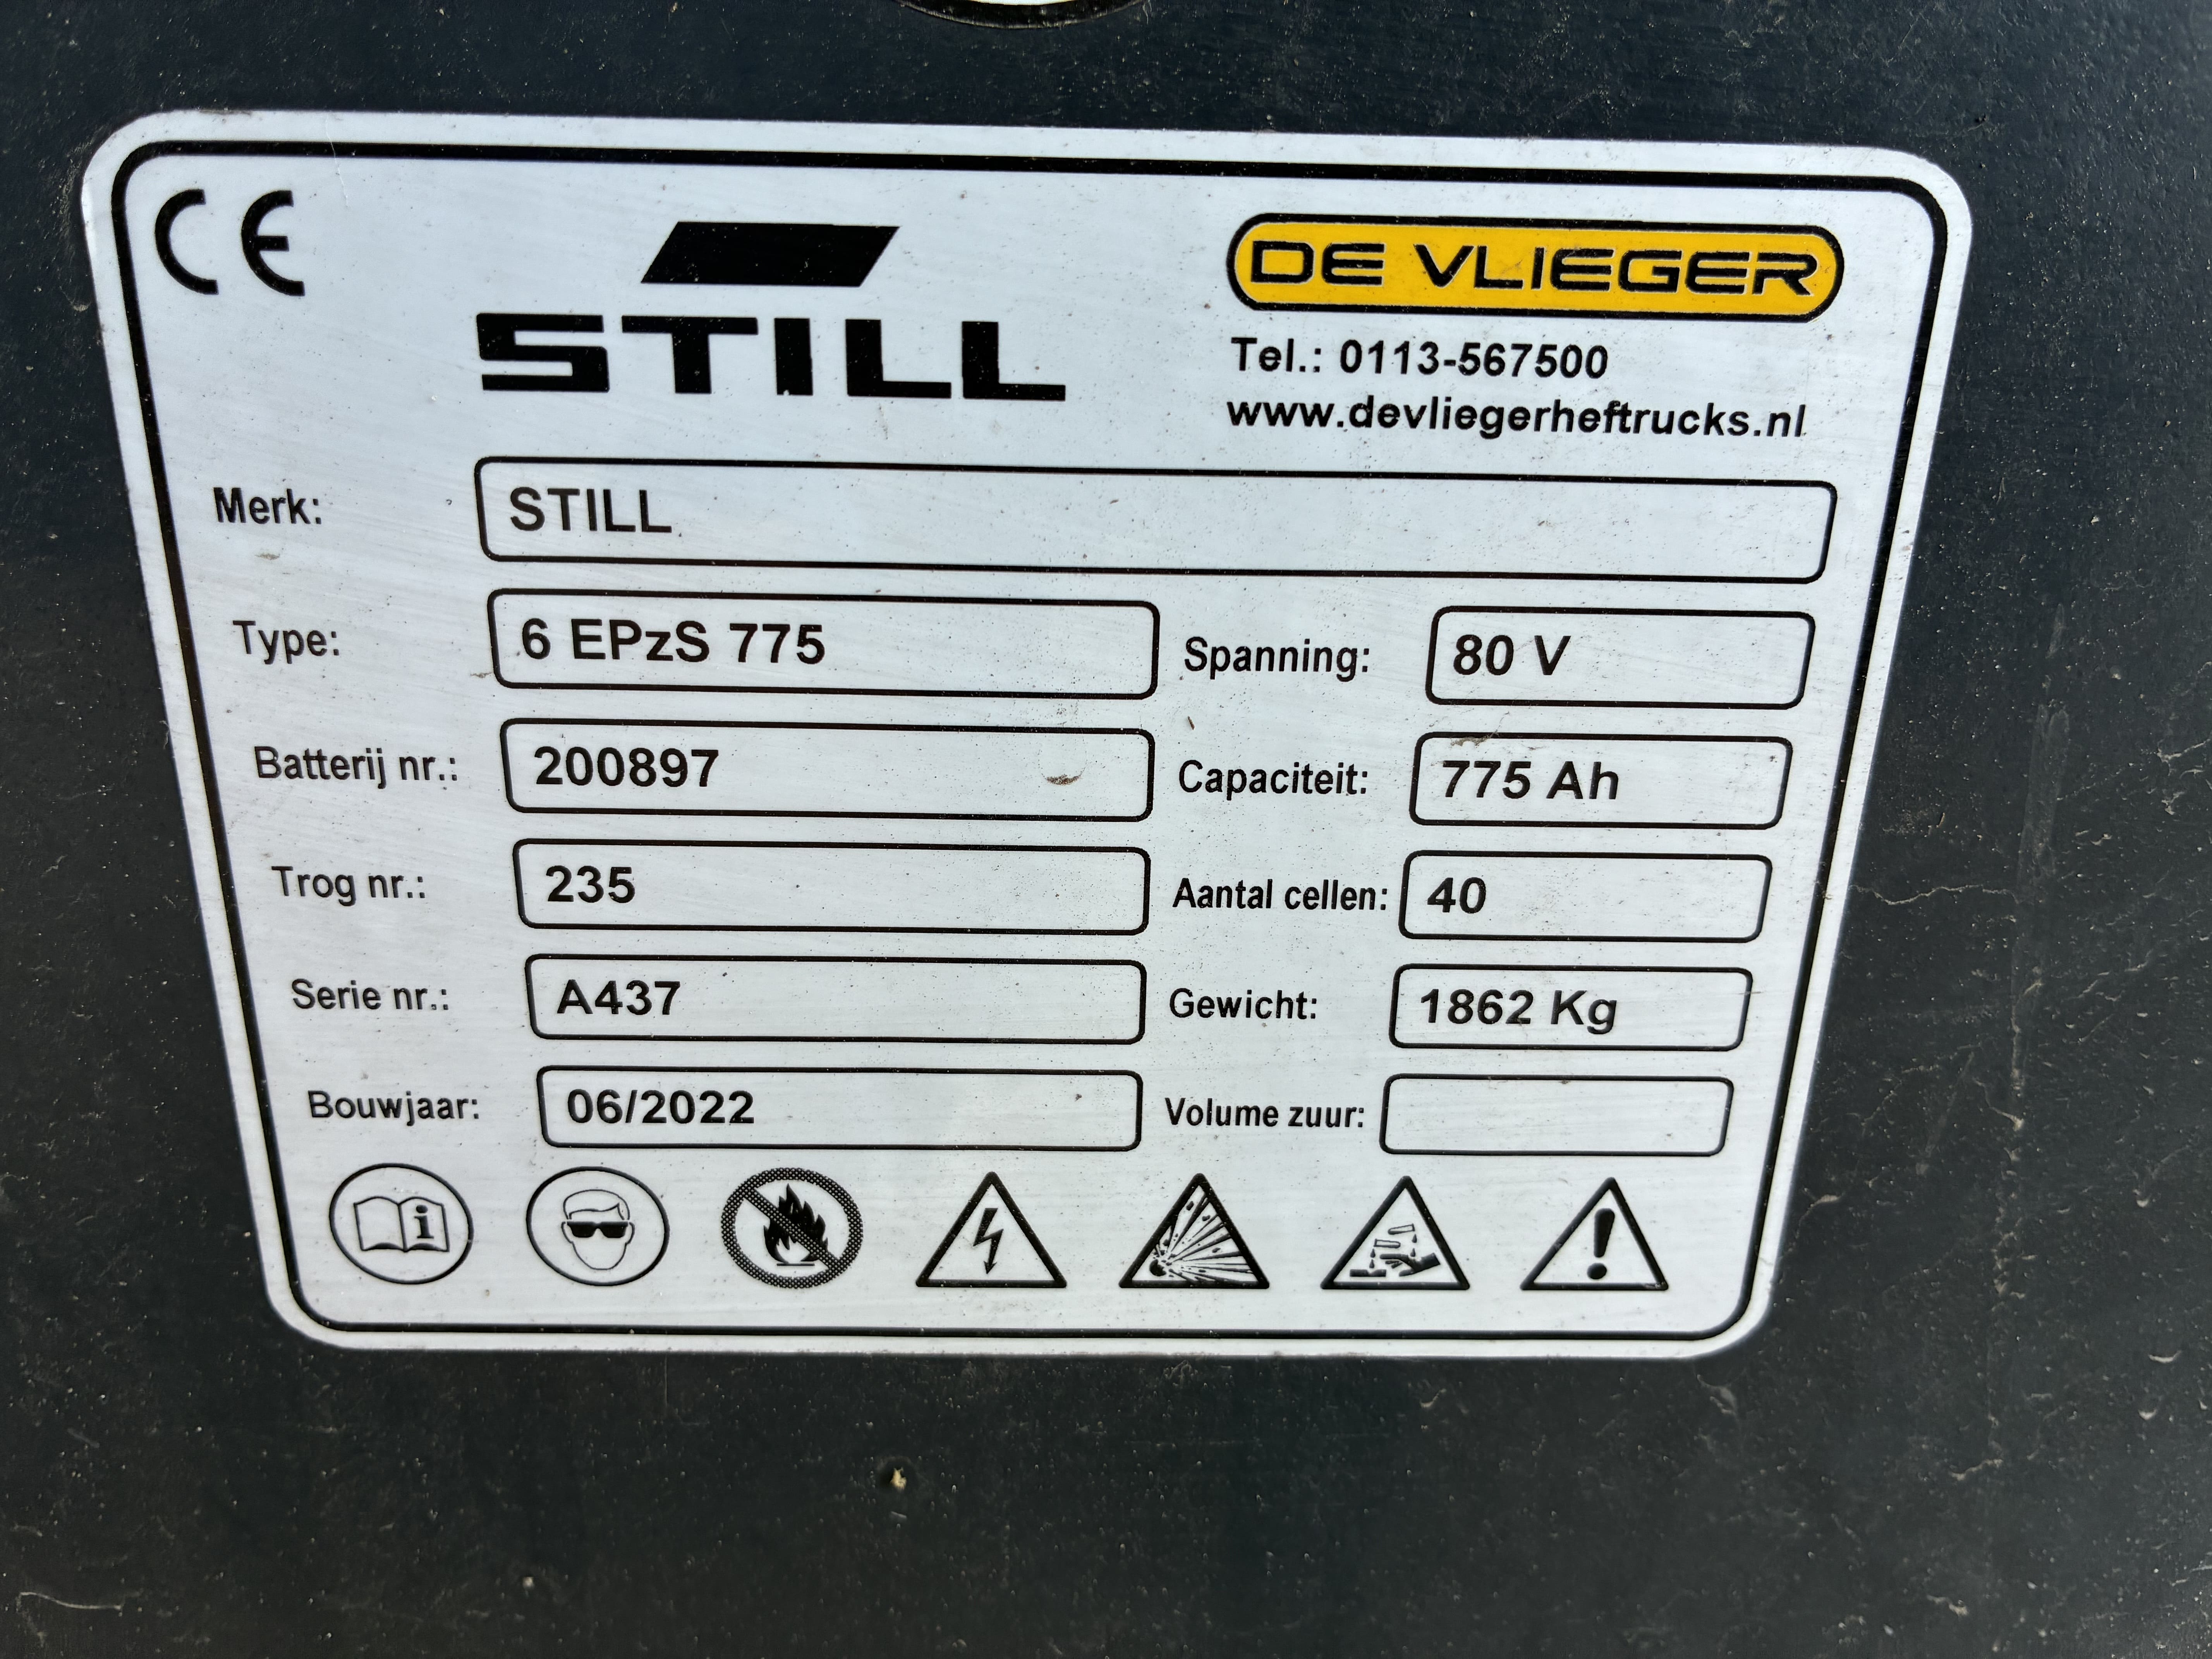 CE
STILL
DE VLIEGER
Tel.: 0113-567500
www.devliegerheftrucks.nl
Merk: STILL
Type: 6 EPzS 775 Spanning: 80 V
Batterij nr.: 200897 Capaciteit: 775 Ah
Trog nr.: 235 Aantal cellen: 40
Serie nr.: A437 Gewicht: 1862 Kg
Bouwjaar: 06/2022 Volume zuur: